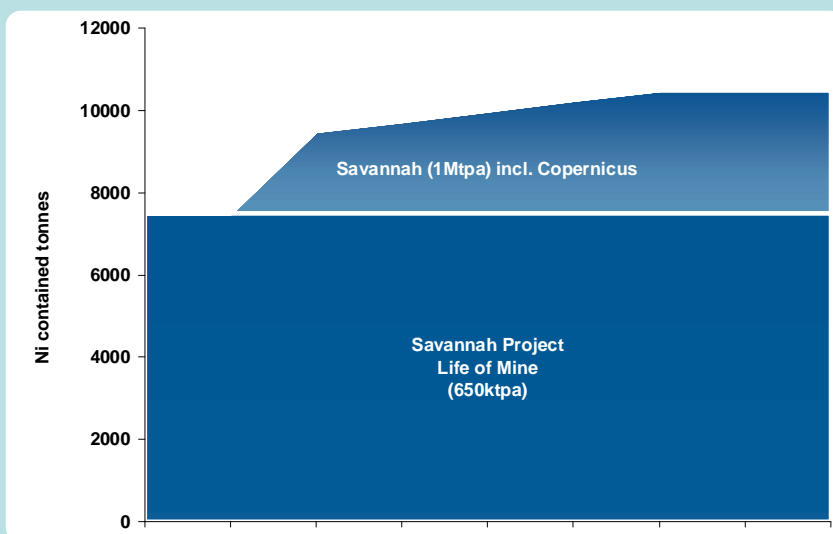 12000
10000
8000
6000
4000
2000
0
Ni contained tonnes
Savannah (1Mtpa) incl. Copernicus
Savannah Project
Life of Mine
(650ktpa)